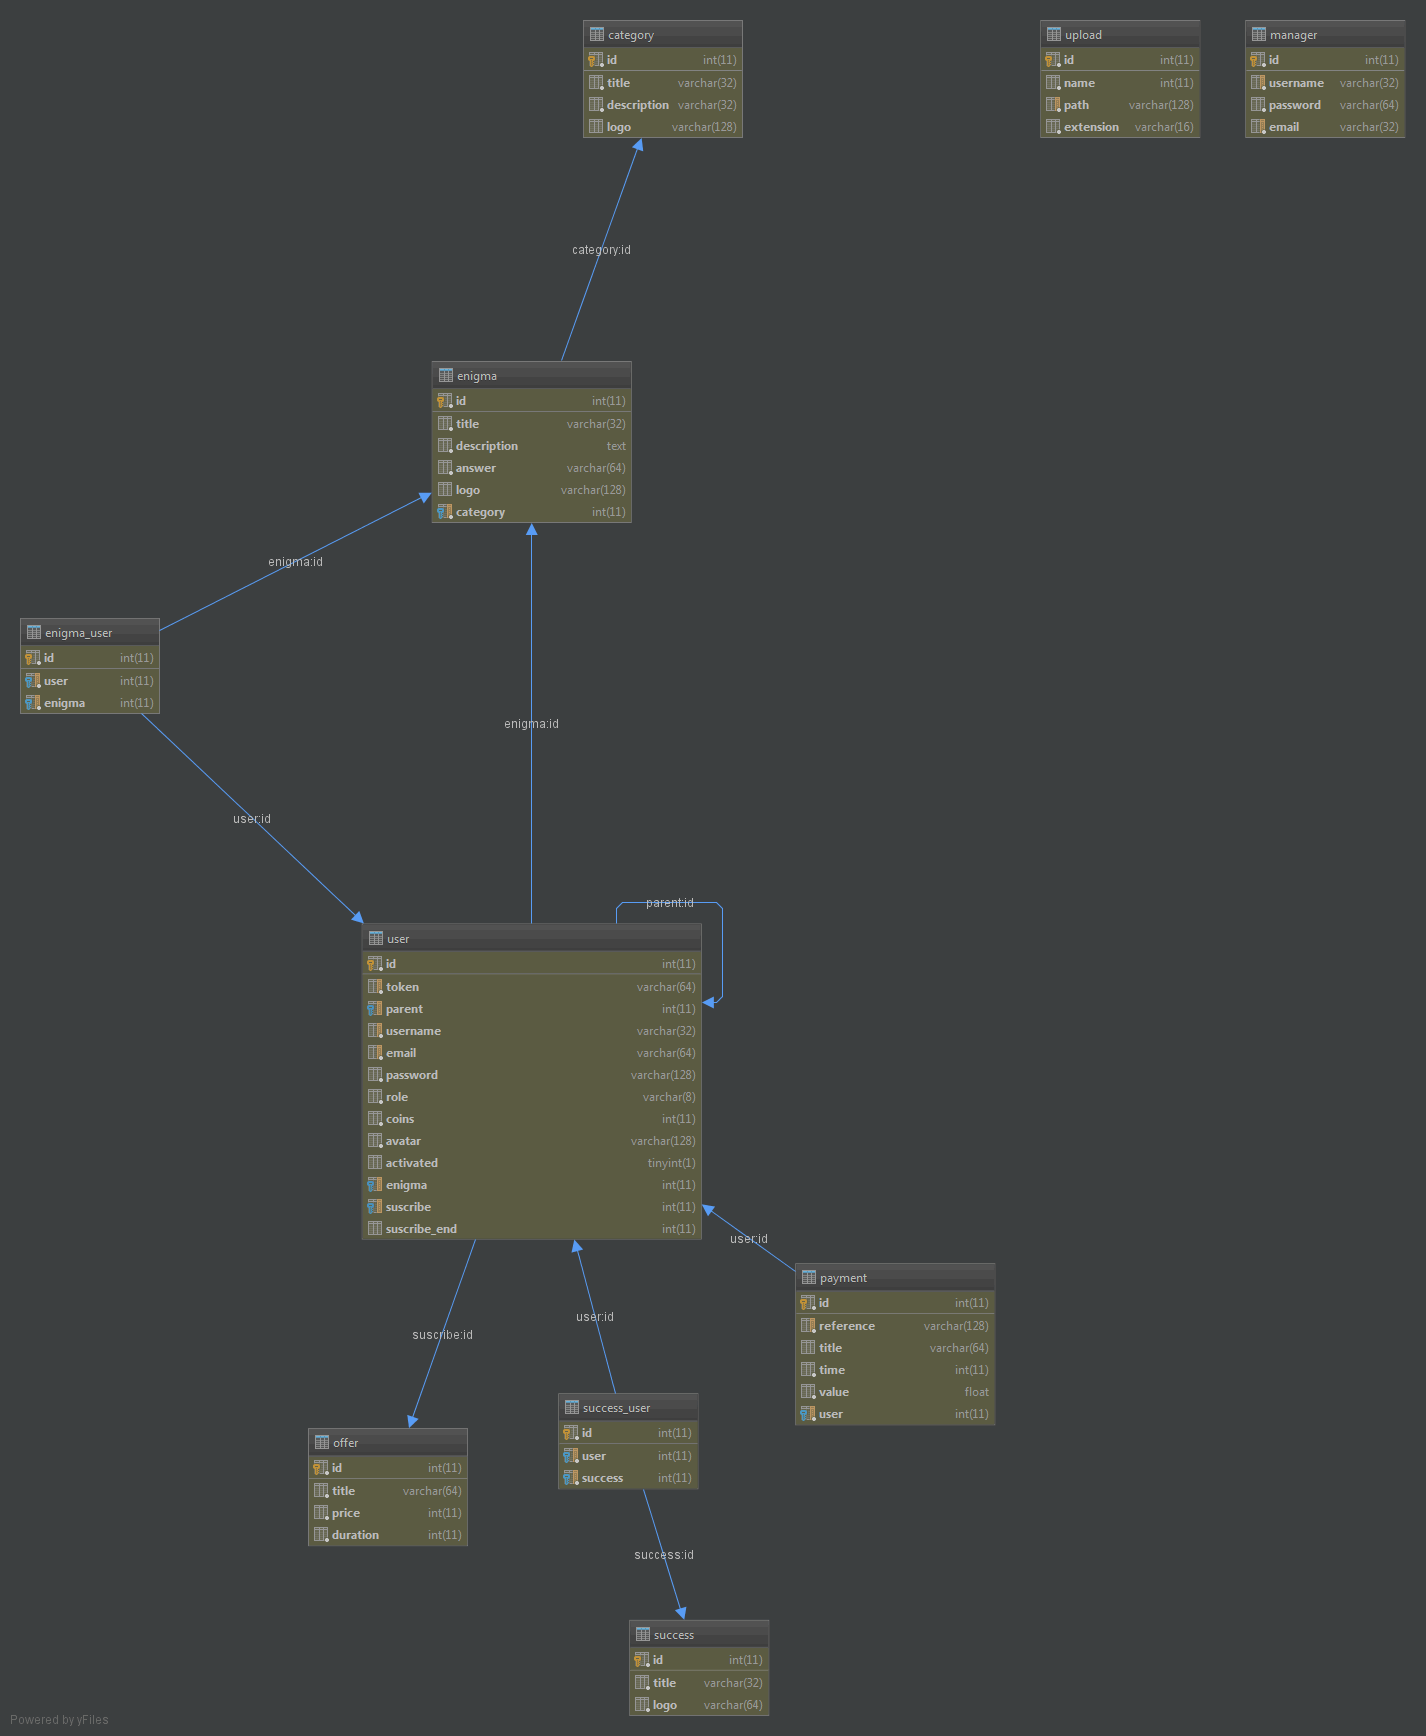 category
id int(11)
title varchar(32)
description varchar(32)
logo varchar(128)
upload
id int(11)
name int(11)
path varchar(128)
extension varchar(16)
manager
id int(11)
username varchar(32)
password varchar(64)
email varchar(32)
category:id
enigma
id int(11)
title varchar(32)
description text
answer varchar(64)
logo varchar(128)
category int(11)
enigma:id
enigma_user
id int(11)
user int(11)
enigma int(11)
enigma:id
user:id
parent:id
user
id int(11)
token varchar(64)
parent int(11)
username varchar(32)
email varchar(64)
password varchar(128)
role varchar(8)
coins int(11)
avatar varchar(128)
activated tinyint(1)
enigma int(11)
suscribe int(11)
suscribe_end int(11)
user:id
payment
id int(11)
reference varchar(128)
title varchar(64)
time int(11)
value float
user int(11)
user:id
suscribe:id
success_user
id int(11)
user int(11)
success int(11)
offer
id int(11)
title varchar(64)
price int(11)
duration int(11)
success:id
success
id int(11)
title varchar(32)
logo varchar(64)
Powered by yFiles